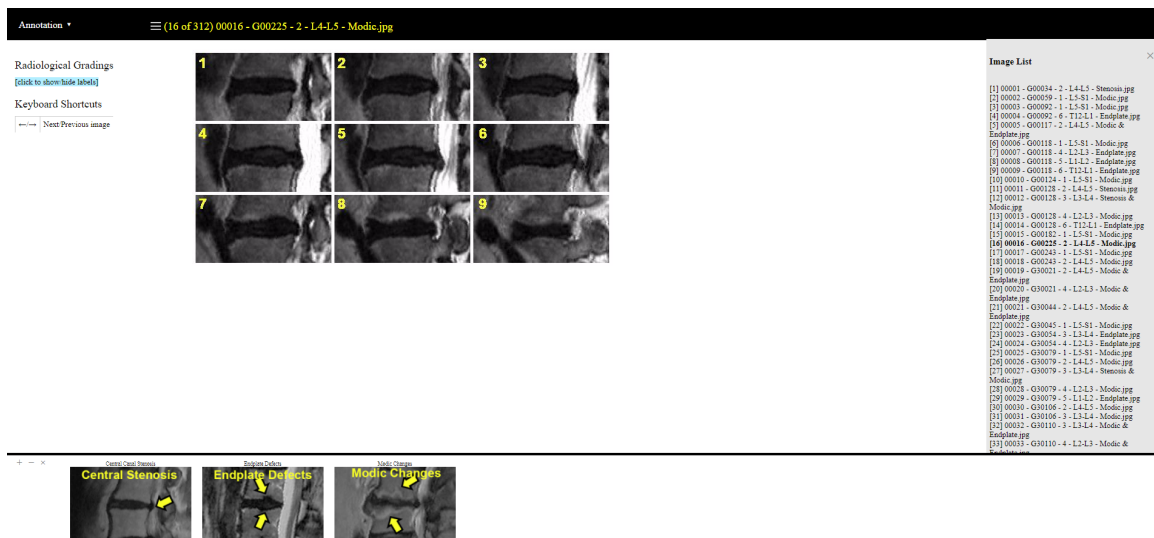 Annotation ▾
☰ (16 of 312) 00016 - G00225 - 2 - L4-L5 - Modic.jpg
Radiological Gradings
[click to show/hide labels]
Keyboard Shortcuts
←/→ Next/Previous image
1
2
3
4
5
6
7
8
9
×
Image List
[1] 00001 - G00034 - 2 - L4-L5 - Stenosis.jpg
[2] 00002 - G00059 - 1 - L5-S1 - Modic.jpg
[3] 00003 - G00092 - 1 - L5-S1 - Modic.jpg
[4] 00004 - G00092 - 6 - T12-L1 - Endplate.jpg
[5] 00005 - G00117 - 2 - L4-L5 - Modic &
Endplate.jpg
[6] 00006 - G00118 - 1 - L5-S1 - Modic.jpg
[7] 00007 - G00118 - 4 - L2-L3 - Endplate.jpg
[8] 00008 - G00118 - 5 - L1-L2 - Endplate.jpg
[9] 00009 - G00118 - 6 - T12-L1 - Endplate.jpg
[10] 00010 - G00124 - 1 - L5-S1 - Modic.jpg
[11] 00011 - G00128 - 2 - L4-L5 - Stenosis.jpg
[12] 00012 - G00128 - 3 - L3-L4 - Stenosis &
Modic.jpg
[13] 00013 - G00128 - 4 - L2-L3 - Modic.jpg
[14] 00014 - G00128 - 6 - T12-L1 - Endplate.jpg
[15] 00015 - G00182 - 1 - L5-S1 - Modic.jpg
[16] 00016 - G00225 - 2 - L4-L5 - Modic.jpg
[17] 00017 - G00243 - 1 - L5-S1 - Modic.jpg
[18] 00018 - G00243 - 2 - L4-L5 - Modic.jpg
[19] 00019 - G30021 - 2 - L4-L5 - Modic &
Endplate.jpg
[20] 00020 - G30021 - 4 - L2-L3 - Modic &
Endplate.jpg
[21] 00021 - G30044 - 2 - L4-L5 - Modic &
Endplate.jpg
[22] 00022 - G30045 - 1 - L5-S1 - Modic.jpg
[23] 00023 - G30054 - 3 - L3-L4 - Endplate.jpg
[24] 00024 - G30054 - 4 - L2-L3 - Endplate.jpg
[25] 00025 - G30079 - 1 - L5-S1 - Modic.jpg
[26] 00026 - G30079 - 2 - L4-L5 - Modic.jpg
[27] 00027 - G30079 - 3 - L3-L4 - Stenosis &
Modic.jpg
[28] 00028 - G30079 - 4 - L2-L3 - Modic.jpg
[29] 00029 - G30079 - 5 - L1-L2 - Endplate.jpg
[30] 00030 - G30106 - 2 - L4-L5 - Modic.jpg
[31] 00031 - G30106 - 3 - L3-L4 - Modic.jpg
[32] 00032 - G30110 - 3 - L3-L4 - Modic &
Endplate.jpg
[33] 00033 - G30110 - 4 - L2-L3 - Modic &
Endplate.jpg
+ − ×
Central Canal Stenosis
Endplate Defects
Modic Changes
Central Stenosis
Endplate Defects
Modic Changes